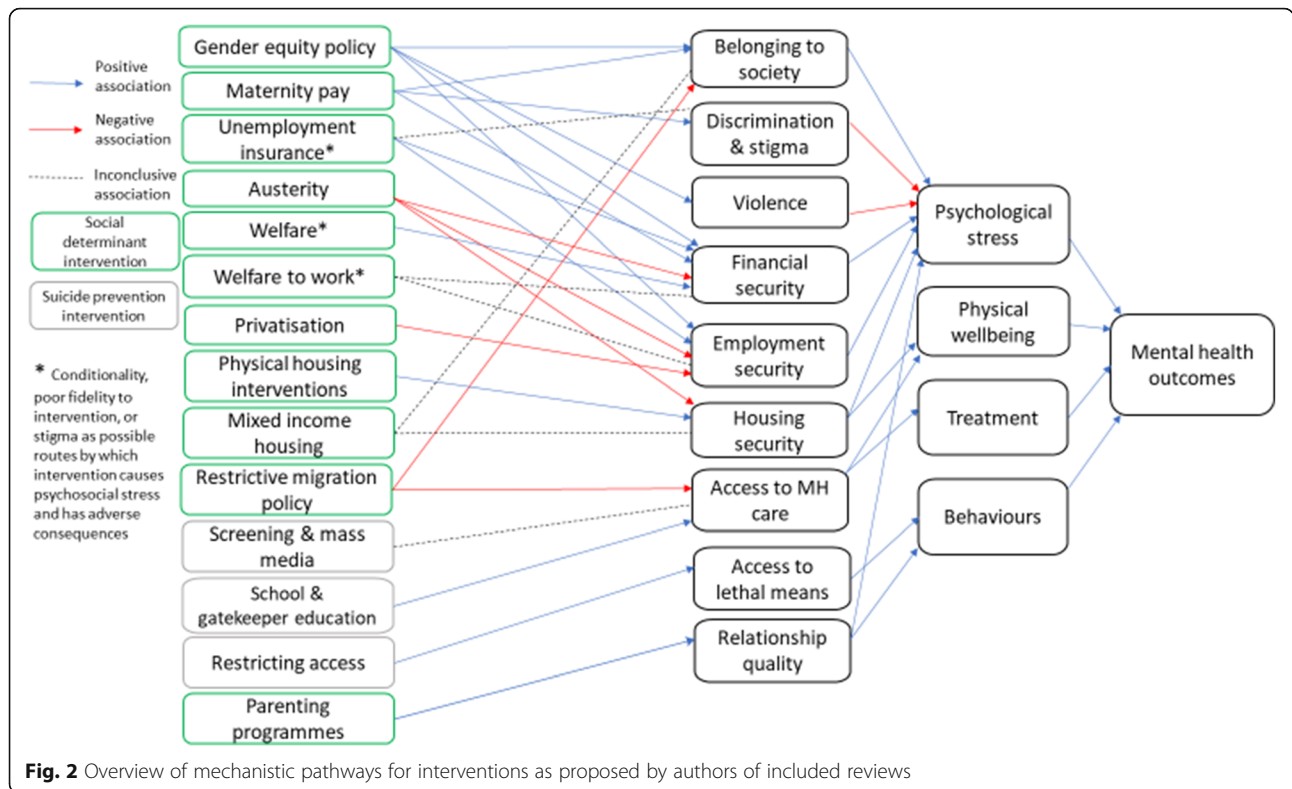 Positive
association
Negative
association
Inconclusive
association
Social
determinant
intervention
Suicide prevention
intervention
* Conditionality,
poor fidelity to
intervention, or
stigma as possible
routes by which
intervention causes
psychosocial stress
and has adverse
consequences
Gender equity policy
Maternity pay
Unemployment
insurance*
Austerity
Welfare*
Welfare to work*
Privatisation
Physical housing
interventions
Mixed income
housing
Restrictive migration
policy
Screening & mass
media
School &
gatekeeper education
Restricting access
Parenting
programmes
Belonging to
society
Discrimination
& stigma
Violence
Financial
security
Employment
security
Housing
security
Access to MH
care
Access to
lethal means
Relationship
quality
Psychological
stress
Physical
wellbeing
Treatment
Behaviours
Mental health
outcomes
Fig. 2 Overview of mechanistic pathways for interventions as proposed by authors of included reviews